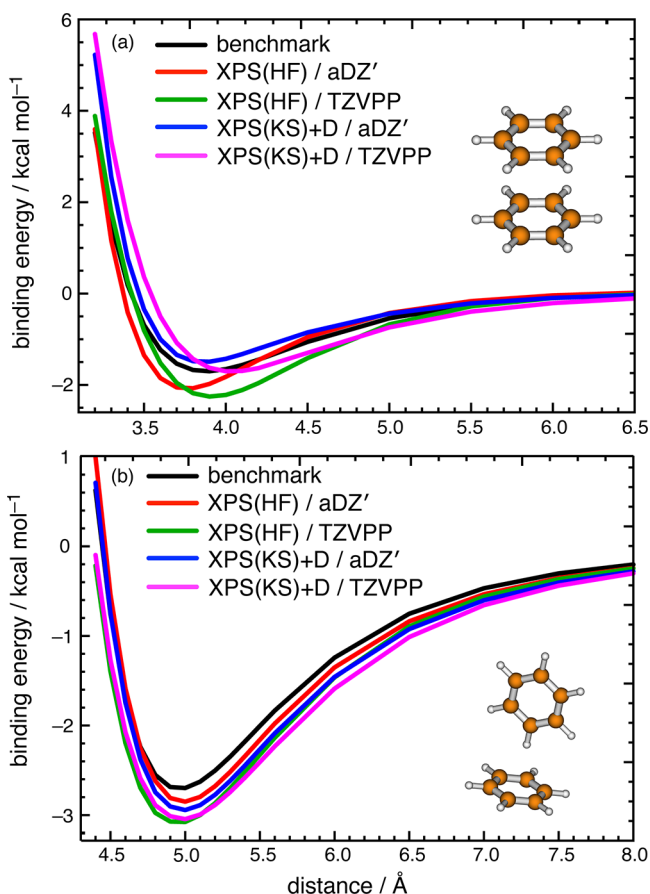 6
(a)
benchmark
XPS(HF) / aDZ′
XPS(HF) / TZVPP
XPS(KS)+D / aDZ′
XPS(KS)+D / TZVPP
4
2
0
−2
binding energy / kcal mol⁻¹
3.5 4.0 4.5 5.0 5.5 6.0 6.5
1
(b)
benchmark
XPS(HF) / aDZ′
XPS(HF) / TZVPP
XPS(KS)+D / aDZ′
XPS(KS)+D / TZVPP
0
−1
−2
−3
binding energy / kcal mol⁻¹
4.5 5.0 5.5 6.0 6.5 7.0 7.5 8.0
distance / Å